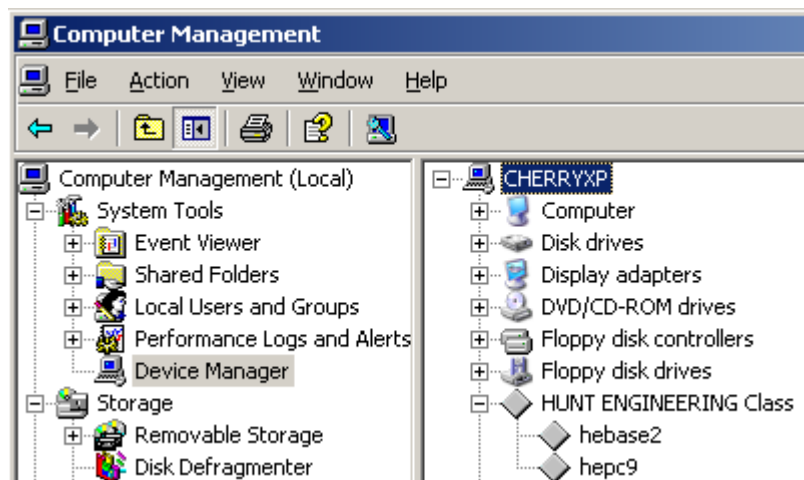 Computer Management
File Action View Window Help
Computer Management (Local)
System Tools
Event Viewer
Shared Folders
Local Users and Groups
Performance Logs and Alerts
Device Manager
Storage
Removable Storage
Disk Defragmenter
CHERRYXP
Computer
Disk drives
Display adapters
DVD/CD-ROM drives
Floppy disk controllers
Floppy disk drives
HUNT ENGINEERING Class
hebase2
hepc9